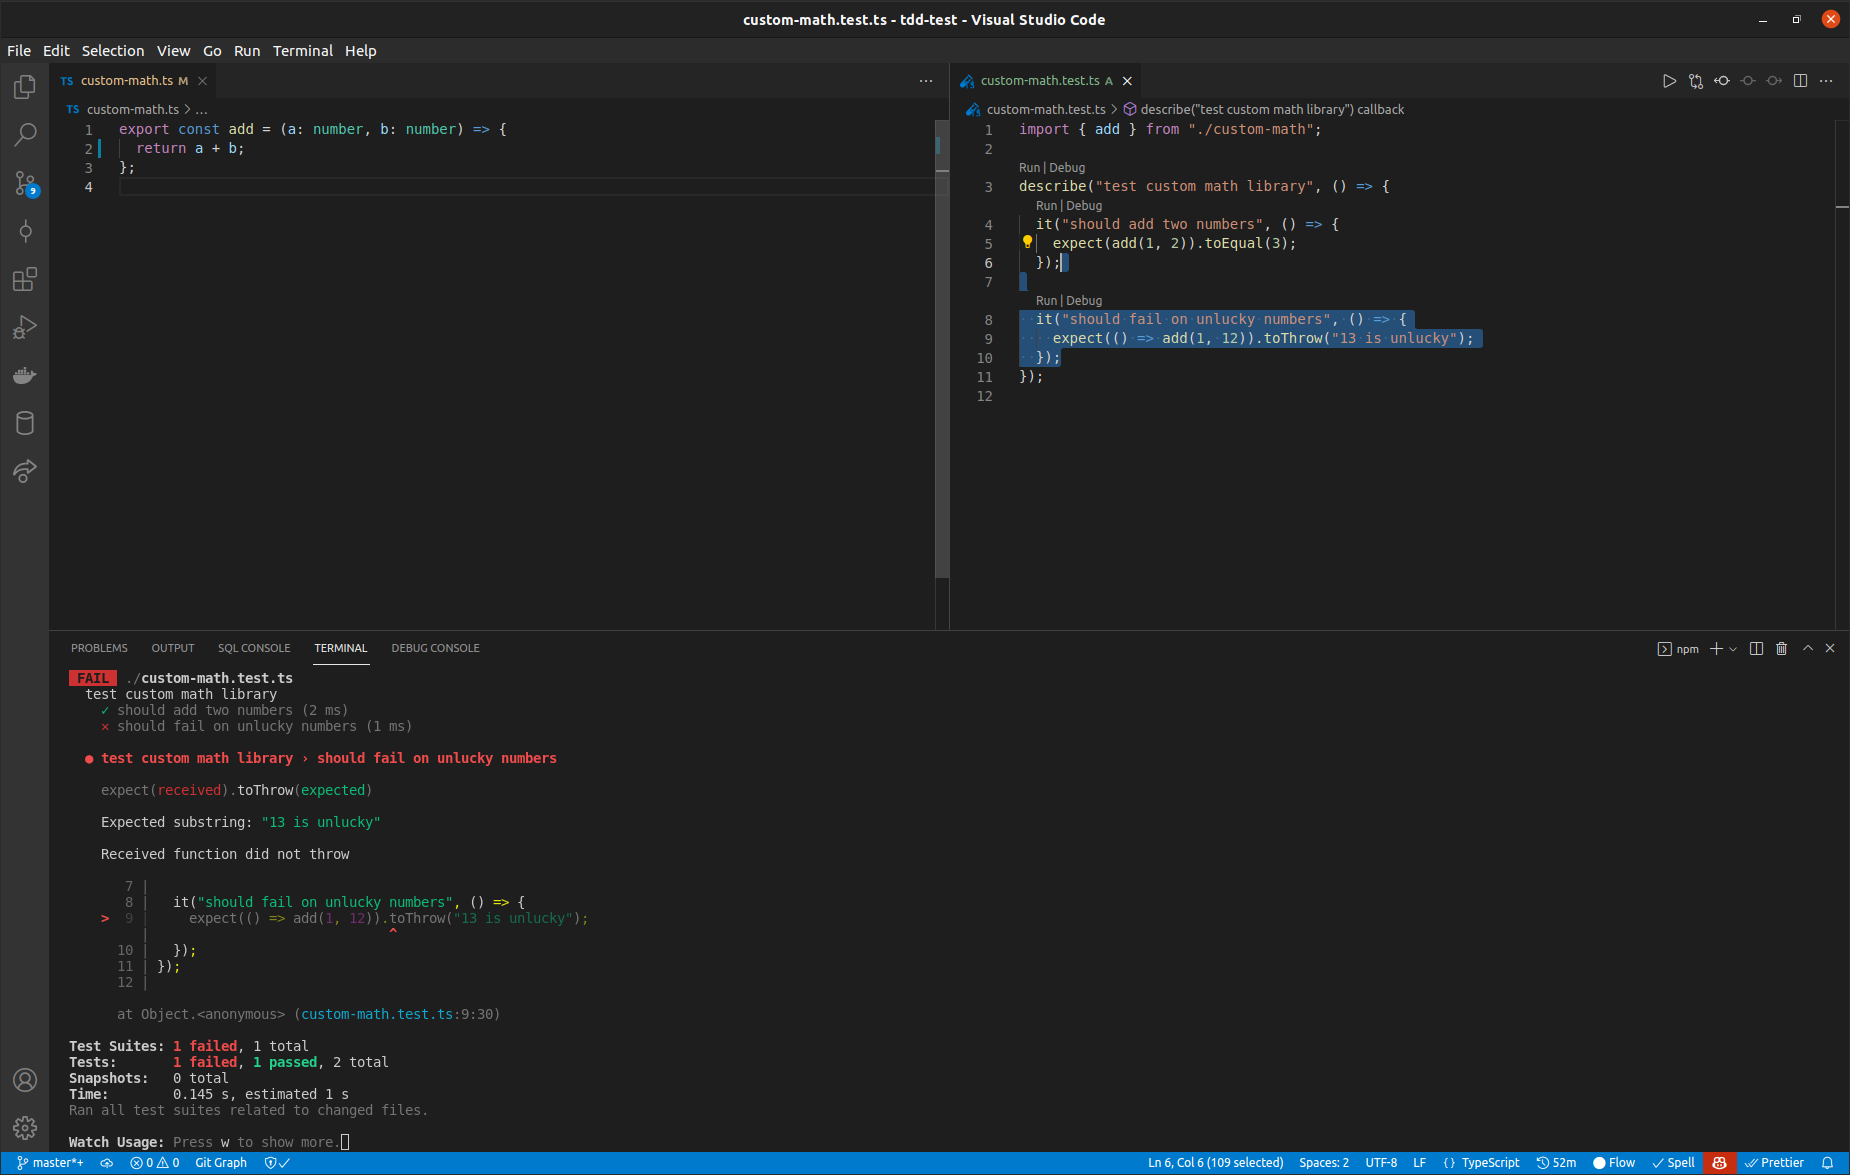 custom-math.test.ts - tdd-test - Visual Studio Code
File Edit Selection View Go Run Terminal Help
TS custom-math.ts M
TS custom-math.ts > ...
1 export const add = (a: number, b: number) => {
2 return a + b;
3 };
4
custom-math.test.ts A
custom-math.test.ts > describe("test custom math library") callback
1 import { add } from "./custom-math";
2
Run | Debug
3 describe("test custom math library", () => {
Run | Debug
4 it("should add two numbers", () => {
5 expect(add(1, 2)).toEqual(3);
6 });
7
Run | Debug
8 it("should fail on unlucky numbers", () => {
9 expect(() => add(1, 12)).toThrow("13 is unlucky");
10 });
11 });
12
9
PROBLEMS OUTPUT SQL CONSOLE TERMINAL DEBUG CONSOLE
npm
FAIL ./custom-math.test.ts
test custom math library
✓ should add two numbers (2 ms)
✕ should fail on unlucky numbers (1 ms)
● test custom math library › should fail on unlucky numbers
expect(received).toThrow(expected)
Expected substring: "13 is unlucky"
Received function did not throw
7 |
8 | it("should fail on unlucky numbers", () => {
> 9 | expect(() => add(1, 12)).toThrow("13 is unlucky");
| ^
10 | });
11 | });
12 |
at Object.<anonymous> (custom-math.test.ts:9:30)
Test Suites: 1 failed, 1 total
Tests: 1 failed, 1 passed, 2 total
Snapshots: 0 total
Time: 0.145 s, estimated 1 s
Ran all test suites related to changed files.
Watch Usage: Press w to show more.
master*+ 0 0 Git Graph Ln 6, Col 6 (109 selected) Spaces: 2 UTF-8 LF {} TypeScript 52m Flow Spell Prettier